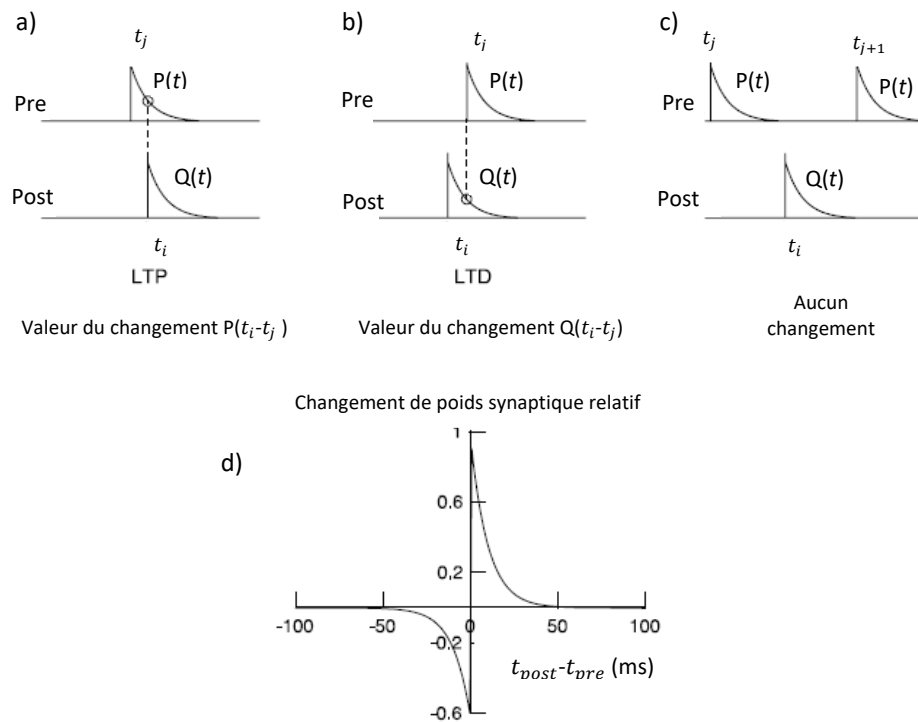 a)
t_j
P(t)
Pre
Q(t)
Post
t_i
LTP
Valeur du changement P(t_i-t_j )
b)
t_i
P(t)
Pre
Q(t)
Post
t_i
LTD
Valeur du changement Q(t_i-t_j)
c)
t_j
t_{j+1}
P(t)
P(t)
Pre
Q(t)
Post
t_i
Aucun
changement
Changement de poids synaptique relatif
d)
1
0,6
0,2
-100
-50
0
50
100
-0.2
t_post-t_pre (ms)
-0.6